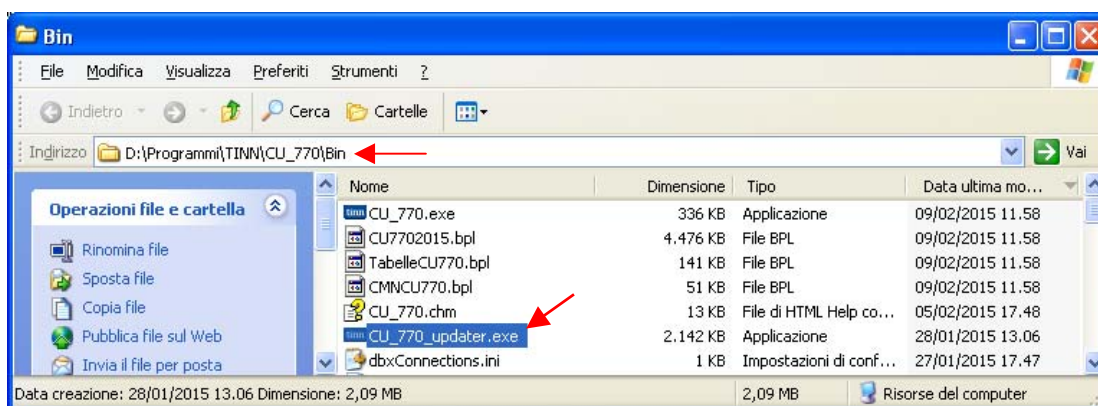 Bin
File Modifica Visualizza Preferiti Strumenti ?
Indietro Cerca Cartelle
Indirizzo D:\Programmi\TINN\CU_770\Bin Vai
Operazioni file e cartella
Rinomina file
Sposta file
Copia file
Pubblica file sul Web
Invia il file per posta
Nome Dimensione Tipo Data ultima mo...
tinn CU_770.exe 336 KB Applicazione 09/02/2015 11.58
CU7702015.bpl 4.476 KB File BPL 09/02/2015 11.58
TabelleCU770.bpl 141 KB File BPL 09/02/2015 11.58
CMNCU770.bpl 51 KB File BPL 09/02/2015 11.58
CU_770.chm 13 KB File di HTML Help co... 05/02/2015 17.48
tinn CU_770_updater.exe 2.142 KB Applicazione 28/01/2015 13.06
dbxConnections.ini 1 KB Impostazioni di conf... 27/01/2015 17.47
Data creazione: 28/01/2015 13.06 Dimensione: 2,09 MB 2,09 MB Risorse del computer